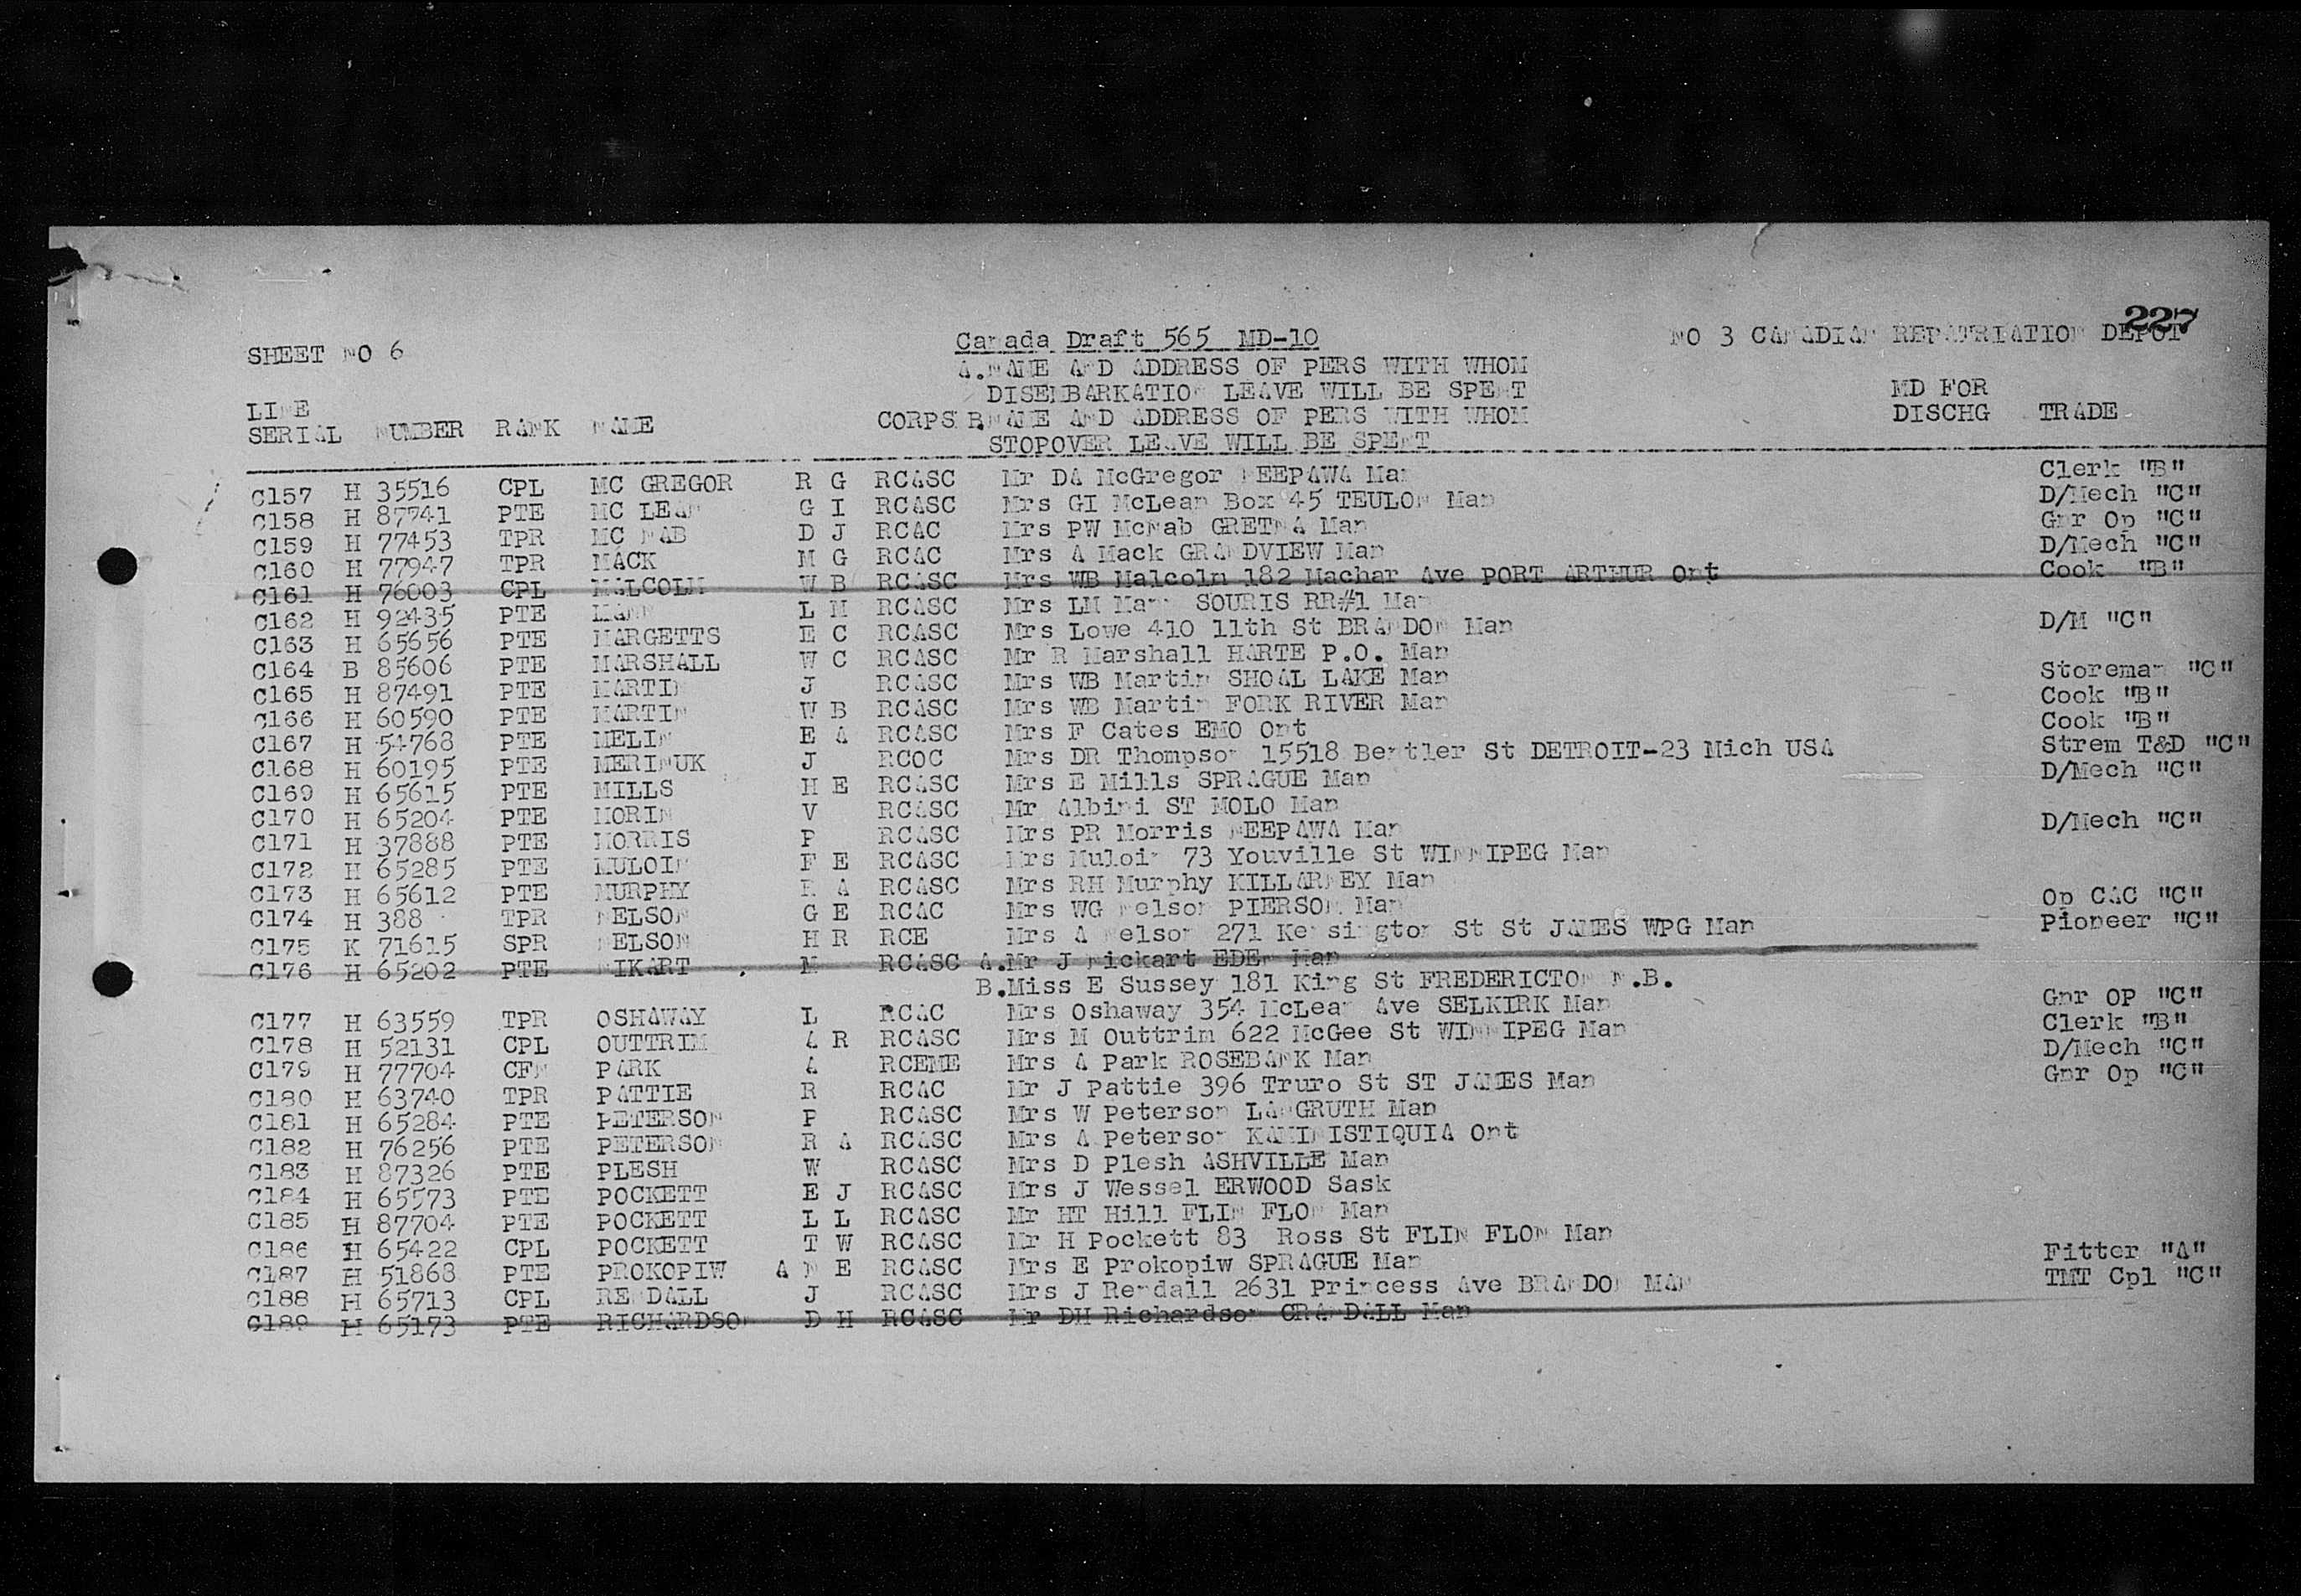 227
SHEET NO 6 Canada Draft 565 MD-10 NO 3 CANADIAN REPATRIATION DEPOT
A.NAME AND ADDRESS OF PERS WITH WHOM
DISEMBARKATION LEAVE WILL BE SPENT MD FOR
LINE CORPS B.NAME AND ADDRESS OF PERS WITH WHOM DISCHG TRADE
SERIAL NUMBER RANK NAME STOPOVER LEAVE WILL BE SPENT
C157 H 35516 CPL MC GREGOR R G RCASC Mr DA McGregor NEEPAWA Man Clerk "B"
C158 H 87741 PTE MC LEAN G I RCASC Mrs GI McLean Box 45 TEULON Man D/Mech "C"
C159 H 77453 TPR MC NAB D J RCAC Mrs PW McNab GRETNA Man Gnr Op "C"
C160 H 77947 TPR MACK M G RCAC Mrs A Mack GRANDVIEW Man D/Mech "C"
C161 H 76003 CPL MALCOLM W B RCASC Mrs WB Malcolm 182 Machar Ave PORT ARTHUR Ont Cook "B"
C162 H 92435 PTE MANN L M RCASC Mrs LM Mann SOURIS RR#1 Man
C163 H 65656 PTE MARGETTS E C RCASC Mrs Lowe 410 11th St BRANDON Man D/M "C"
C164 B 85606 PTE MARSHALL W C RCASC Mr R Marshall HARTE P.O. Man
C165 H 87491 PTE MARTIN J RCASC Mrs WB Martin SHOAL LAKE Man Storeman "C"
C166 H 60590 PTE MARTIN W B RCASC Mrs WB Martin FORK RIVER Man Cook "B"
C167 H 54768 PTE MELIN E A RCASC Mrs F Cates EMO Ont Cook "B"
C168 H 60195 PTE MERINUK J RCOC Mrs DR Thompson 15518 Bentler St DETROIT-23 Mich USA Strem T&D "C"
C169 H 65615 PTE MILLS H E RCASC Mrs E Mills SPRAGUE Man D/Mech "C"
C170 H 65204 PTE MORIN V RCASC Mr Albini ST MOLO Man
C171 H 37888 PTE MORRIS P RCASC Mrs PR Morris NEEPAWA Man D/Mech "C"
C172 H 65285 PTE MULOIN F E RCASC Mrs Muloin 73 Youville St WINNIPEG Man
C173 H 65612 PTE MURPHY R A RCASC Mrs RH Murphy KILLARNEY Man
C174 H 388 TPR NELSON G E RCAC Mrs WG Nelson PIERSON Man Op CAC "C"
C175 K 71615 SPR NELSON H R RCE Mrs A Nelson 271 Kensington St St JAMES WPG Man Pioneer "C"
C176 H 65202 PTE NIKART M RCASC A.Mr J Nickart EDEN Man
B.Miss E Sussey 181 King St FREDERICTON N.B.
C177 H 63559 TPR OSHAWAY L RCAC Mrs Oshaway 354 McLean Ave SELKIRK Man Gnr OP "C"
C178 H 52131 CPL OUTTRIM A R RCASC Mrs M Outtrim 622 McGee St WINNIPEG Man Clerk "B"
C179 H 77704 CFN PARK A RCEME Mrs A Park ROSEBANK Man D/Mech "C"
C180 H 63740 TPR PATTIE R RCAC Mr J Pattie 396 Truro St ST JAMES Man Gnr Op "C"
C181 H 65284 PTE PETERSON P RCASC Mrs W Peterson LANGRUTH Man
C182 H 76256 PTE PETERSON R A RCASC Mrs A Peterson KAMINISTIQUIA Ont
C183 H 87326 PTE PLESH W RCASC Mrs D Plesh ASHVILLE Man
C184 H 65573 PTE POCKETT E J RCASC Mrs J Wessel ERWOOD Sask
C185 H 87704 PTE POCKETT L L RCASC Mr HT Hill FLIN FLON Man
C186 H 65422 CPL POCKETT T W RCASC Mr H Pockett 83 Ross St FLIN FLON Man
C187 H 51868 PTE PROKOPIW A N E RCASC Mrs E Prokopiw SPRAGUE Man Fitter "A"
C188 H 65713 CPL RENDALL J RCASC Mrs J Rendall 2631 Princess Ave BRANDON MAN TMT Cpl "C"
C189 H 65173 PTE RICHARDSON D H RCASC Mr DH Richardson CRANDALL Man